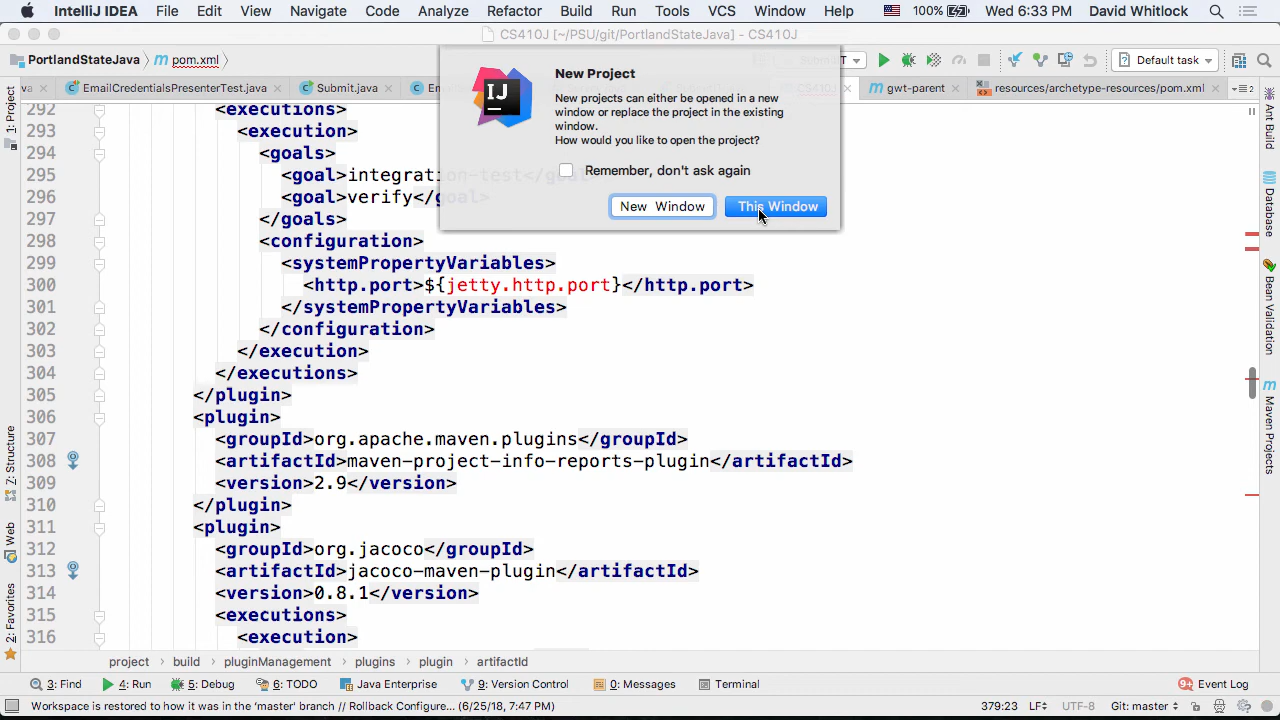 IntelliJ IDEA File Edit View Navigate Code Analyze Refactor Build Run Tools VCS Window Help 100% Wed 6:33 PM David Whitlock
CS410J [~/PSU/git/PortlandStateJava] - CS410J
PortlandStateJava pom.xml Default task
EmailCredentialsPresenterTest.java Submit.java CS410J gwt-parent resources/archetype-resources/pom.xml
New Project
New projects can either be opened in a new
window or replace the project in the existing
window.
How would you like to open the project?
Remember, don't ask again
New Window This Window
IJ
1: Project
7: Structure
Web
2: Favorites
Ant Build
Database
Bean Validation
Maven Projects
292 <executions>
293 <execution>
294 <goals>
295 <goal>integration-test</goal>
296 <goal>verify</goal>
297 </goals>
298 <configuration>
299 <systemPropertyVariables>
300 <http.port>${jetty.http.port}</http.port>
301 </systemPropertyVariables>
302 </configuration>
303 </execution>
304 </executions>
305 </plugin>
306 <plugin>
307 <groupId>org.apache.maven.plugins</groupId>
308 <artifactId>maven-project-info-reports-plugin</artifactId>
309 <version>2.9</version>
310 </plugin>
311 <plugin>
312 <groupId>org.jacoco</groupId>
313 <artifactId>jacoco-maven-plugin</artifactId>
314 <version>0.8.1</version>
315 <executions>
316 <execution>
project build pluginManagement plugins plugin artifactId
3: Find 4: Run 5: Debug 6: TODO Java Enterprise 9: Version Control 0: Messages Terminal 9+ Event Log
Workspace is restored to how it was in the 'master' branch // Rollback Configure... (6/25/18, 7:47 PM) 379:23 LF UTF-8 Git: master